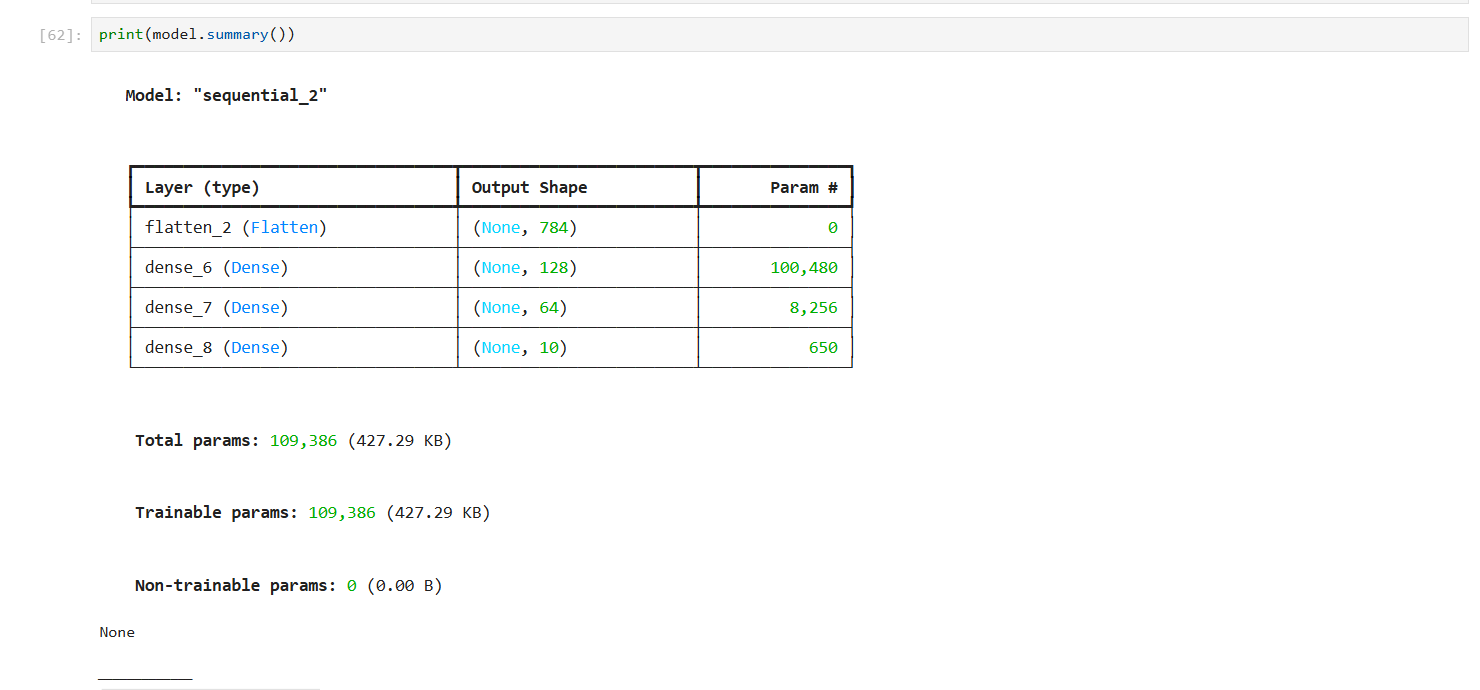 [62]: print(model.summary())
Model: "sequential_2"
Layer (type) Output Shape Param #
flatten_2 (Flatten) (None, 784) 0
dense_6 (Dense) (None, 128) 100,480
dense_7 (Dense) (None, 64) 8,256
dense_8 (Dense) (None, 10) 650
Total params: 109,386 (427.29 KB)
Trainable params: 109,386 (427.29 KB)
Non-trainable params: 0 (0.00 B)
None